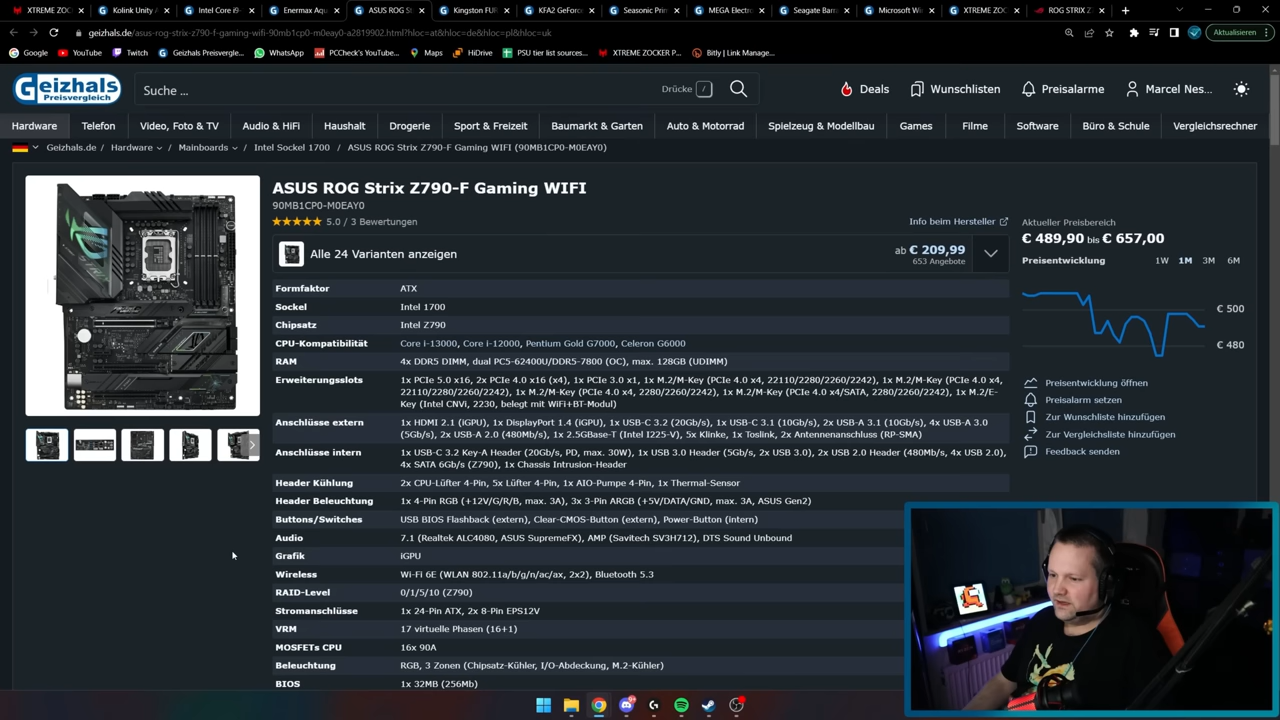 XTREME ZOC
Kolink Unity A
Intel Core i9-
Enermax Aqu
ASUS ROG St
Kingston FUR
KFA2 GeForc
Seasonic Prim
MEGA Electro
Seagate Barra
Microsoft Wi
XTREME ZOC
ROG STRIX Z
geizhals.de/asus-rog-strix-z790-f-gaming-wifi-90mb1cp0-m0eay0-a2819902.html?hloc=at&hloc=de&hloc=pl&hloc=uk
Aktualisieren
Google
YouTube
Twitch
Geizhals Preisvergle...
WhatsApp
PCCheck's YouTube...
Maps
HiDrive
PSU tier list sources...
XTREME ZOCKER P...
Bitly | Link Manage...
Geizhals
Preisvergleich
Suche ...
Drücke /
Deals
Wunschlisten
Preisalarme
Marcel Nes...
Hardware
Telefon
Video, Foto & TV
Audio & HiFi
Haushalt
Drogerie
Sport & Freizeit
Baumarkt & Garten
Auto & Motorrad
Spielzeug & Modellbau
Games
Filme
Software
Büro & Schule
Vergleichsrechner
Geizhals.de / Hardware / Mainboards / Intel Sockel 1700 / ASUS ROG Strix Z790-F Gaming WIFI (90MB1CP0-M0EAY0)
ASUS ROG Strix Z790-F Gaming WIFI
90MB1CP0-M0EAY0
5.0 / 3 Bewertungen
Info beim Hersteller
Alle 24 Varianten anzeigen
ab € 209,99
653 Angebote
Formfaktor ATX
Sockel Intel 1700
Chipsatz Intel Z790
CPU-Kompatibilität Core i-13000, Core i-12000, Pentium Gold G7000, Celeron G6000
RAM 4x DDR5 DIMM, dual PC5-62400U/DDR5-7800 (OC), max. 128GB (UDIMM)
Erweiterungsslots 1x PCIe 5.0 x16, 2x PCIe 4.0 x16 (x4), 1x PCIe 3.0 x1, 1x M.2/M-Key (PCIe 4.0 x4, 22110/2280/2260/2242), 1x M.2/M-Key (PCIe 4.0 x4,
22110/2280/2260/2242), 1x M.2/M-Key (PCIe 4.0 x4, 2280/2260/2242), 1x M.2/M-Key (PCIe 4.0 x4/SATA, 2280/2260/2242), 1x M.2/E-
Key (Intel CNVi, 2230, belegt mit WiFi+BT-Modul)
Anschlüsse extern 1x HDMI 2.1 (iGPU), 1x DisplayPort 1.4 (iGPU), 1x USB-C 3.2 (20Gb/s), 1x USB-C 3.1 (10Gb/s), 2x USB-A 3.1 (10Gb/s), 4x USB-A 3.0
(5Gb/s), 2x USB-A 2.0 (480Mb/s), 1x 2.5GBase-T (Intel I225-V), 5x Klinke, 1x Toslink, 2x Antennenanschluss (RP-SMA)
Anschlüsse intern 1x USB-C 3.2 Key-A Header (20Gb/s, PD, max. 30W), 1x USB 3.0 Header (5Gb/s, 2x USB 3.0), 2x USB 2.0 Header (480Mb/s, 4x USB 2.0),
4x SATA 6Gb/s (Z790), 1x Chassis Intrusion-Header
Header Kühlung 2x CPU-Lüfter 4-Pin, 5x Lüfter 4-Pin, 1x AIO-Pumpe 4-Pin, 1x Thermal-Sensor
Header Beleuchtung 1x 4-Pin RGB (+12V/G/R/B, max. 3A), 3x 3-Pin ARGB (+5V/DATA/GND, max. 3A, ASUS Gen2)
Buttons/Switches USB BIOS Flashback (extern), Clear-CMOS-Button (extern), Power-Button (intern)
Audio 7.1 (Realtek ALC4080, ASUS SupremeFX), AMP (Savitech SV3H712), DTS Sound Unbound
Grafik iGPU
Wireless Wi-Fi 6E (WLAN 802.11a/b/g/n/ac/ax, 2x2), Bluetooth 5.3
RAID-Level 0/1/5/10 (Z790)
Stromanschlüsse 1x 24-Pin ATX, 2x 8-Pin EPS12V
VRM 17 virtuelle Phasen (16+1)
MOSFETs CPU 16x 90A
Beleuchtung RGB, 3 Zonen (Chipsatz-Kühler, I/O-Abdeckung, M.2-Kühler)
BIOS 1x 32MB (256Mb)
Aktueller Preisbereich
€ 489,90 bis € 657,00
Preisentwicklung 1W 1M 3M 6M
€ 500
€ 480
Preisentwicklung öffnen
Preisalarm setzen
Zur Wunschliste hinzufügen
Zur Vergleichsliste hinzufügen
Feedback senden